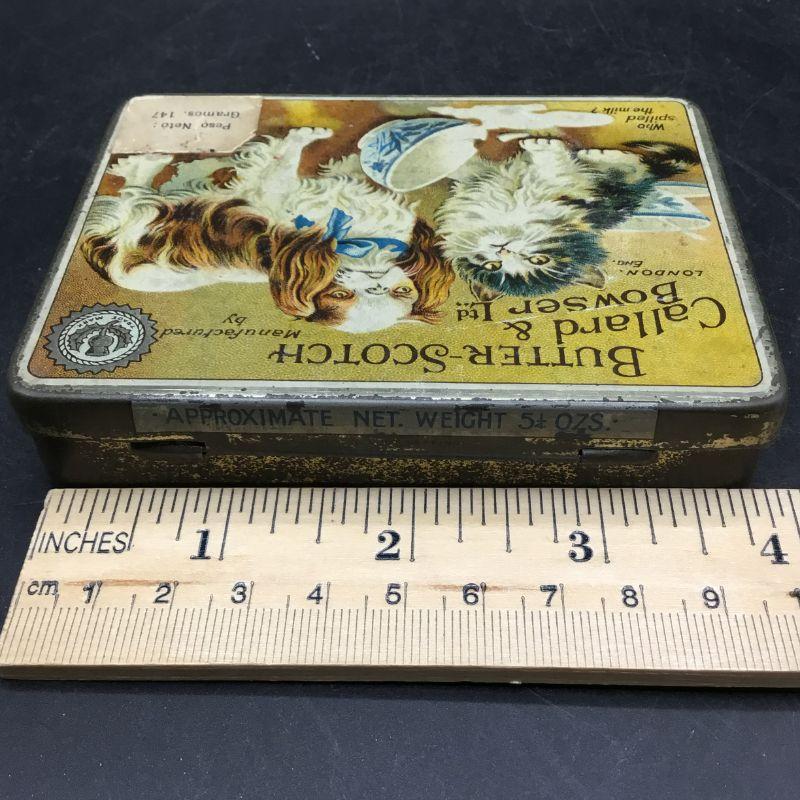 BUTTER-SCOTCH
Manufactured
by
Callard &
Bowser Ltd
LONDON.
ENG.
Who
spilled
the milk?
Peso Neto:
Gramos. 147
APPROXIMATE NET. WEIGHT 5¼ OZS.
INCHES 1 2 3 4
cm 1 2 3 4 5 6 7 8 9 1